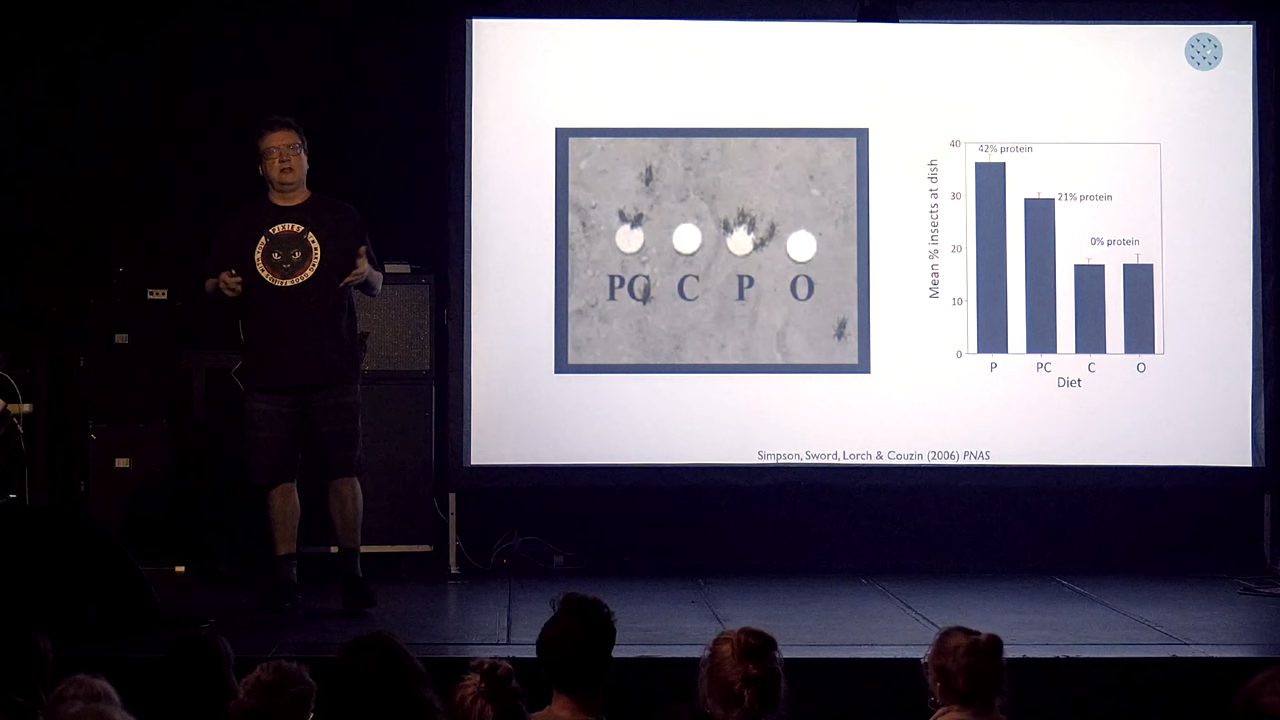 PIXIES
PC C P O
Mean % insects at dish
40
30
20
10
0
42% protein
21% protein
0% protein
P PC C O
Diet
Simpson, Sword, Lorch & Couzin (2006) PNAS